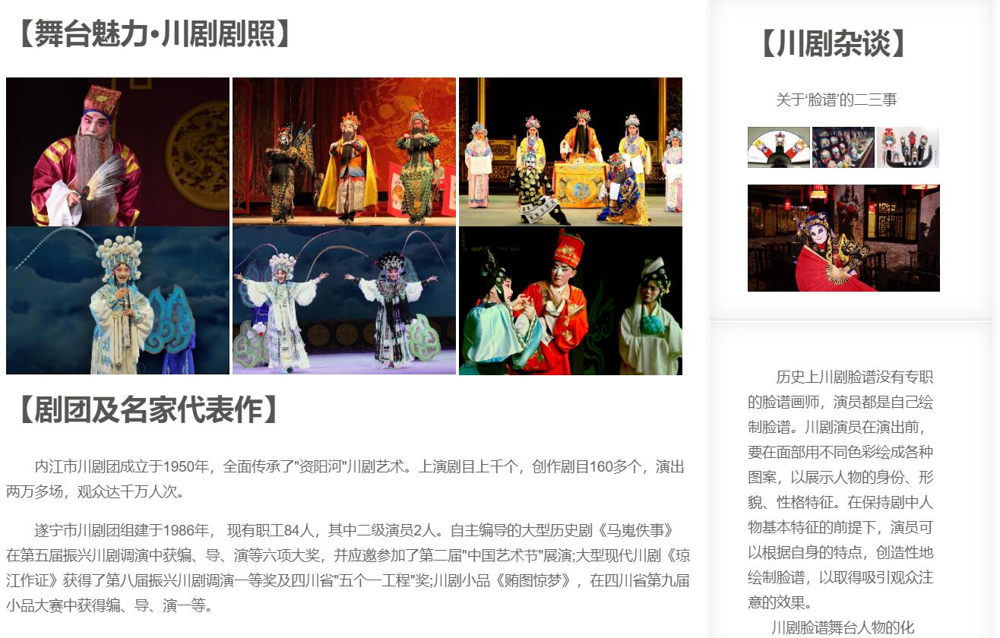 【舞台魅力•川剧剧照】
【剧团及名家代表作】
内江市川剧团成立于1950年，全面传承了"资阳河"川剧艺术。上演剧目上千个，创作剧目160多个，演出
两万多场，观众达千万人次。
遂宁市川剧团组建于1986年， 现有职工84人，其中二级演员2人。自主编导的大型历史剧《马嵬佚事》
在第五届振兴川剧调演中获编、导、演等六项大奖，并应邀参加了第二届"中国艺术节"展演;大型现代川剧《琼
江作证》获得了第八届振兴川剧调演一等奖及四川省"五个一工程"奖;川剧小品《贿图惊梦》，在四川省第九届
小品大赛中获得编、导、演一等。
【川剧杂谈】
关于‘脸谱’的二三事
历史上川剧脸谱没有专职
的脸谱画师，演员都是自己绘
制脸谱。川剧演员在演出前，
要在面部用不同色彩绘成各种
图案，以展示人物的身份、形
貌、性格特征。在保持剧中人
物基本特征的前提下，演员可
以根据自身的特点，创造性地
绘制脸谱，以取得吸引观众注
意的效果。
川剧脸谱舞台人物的化